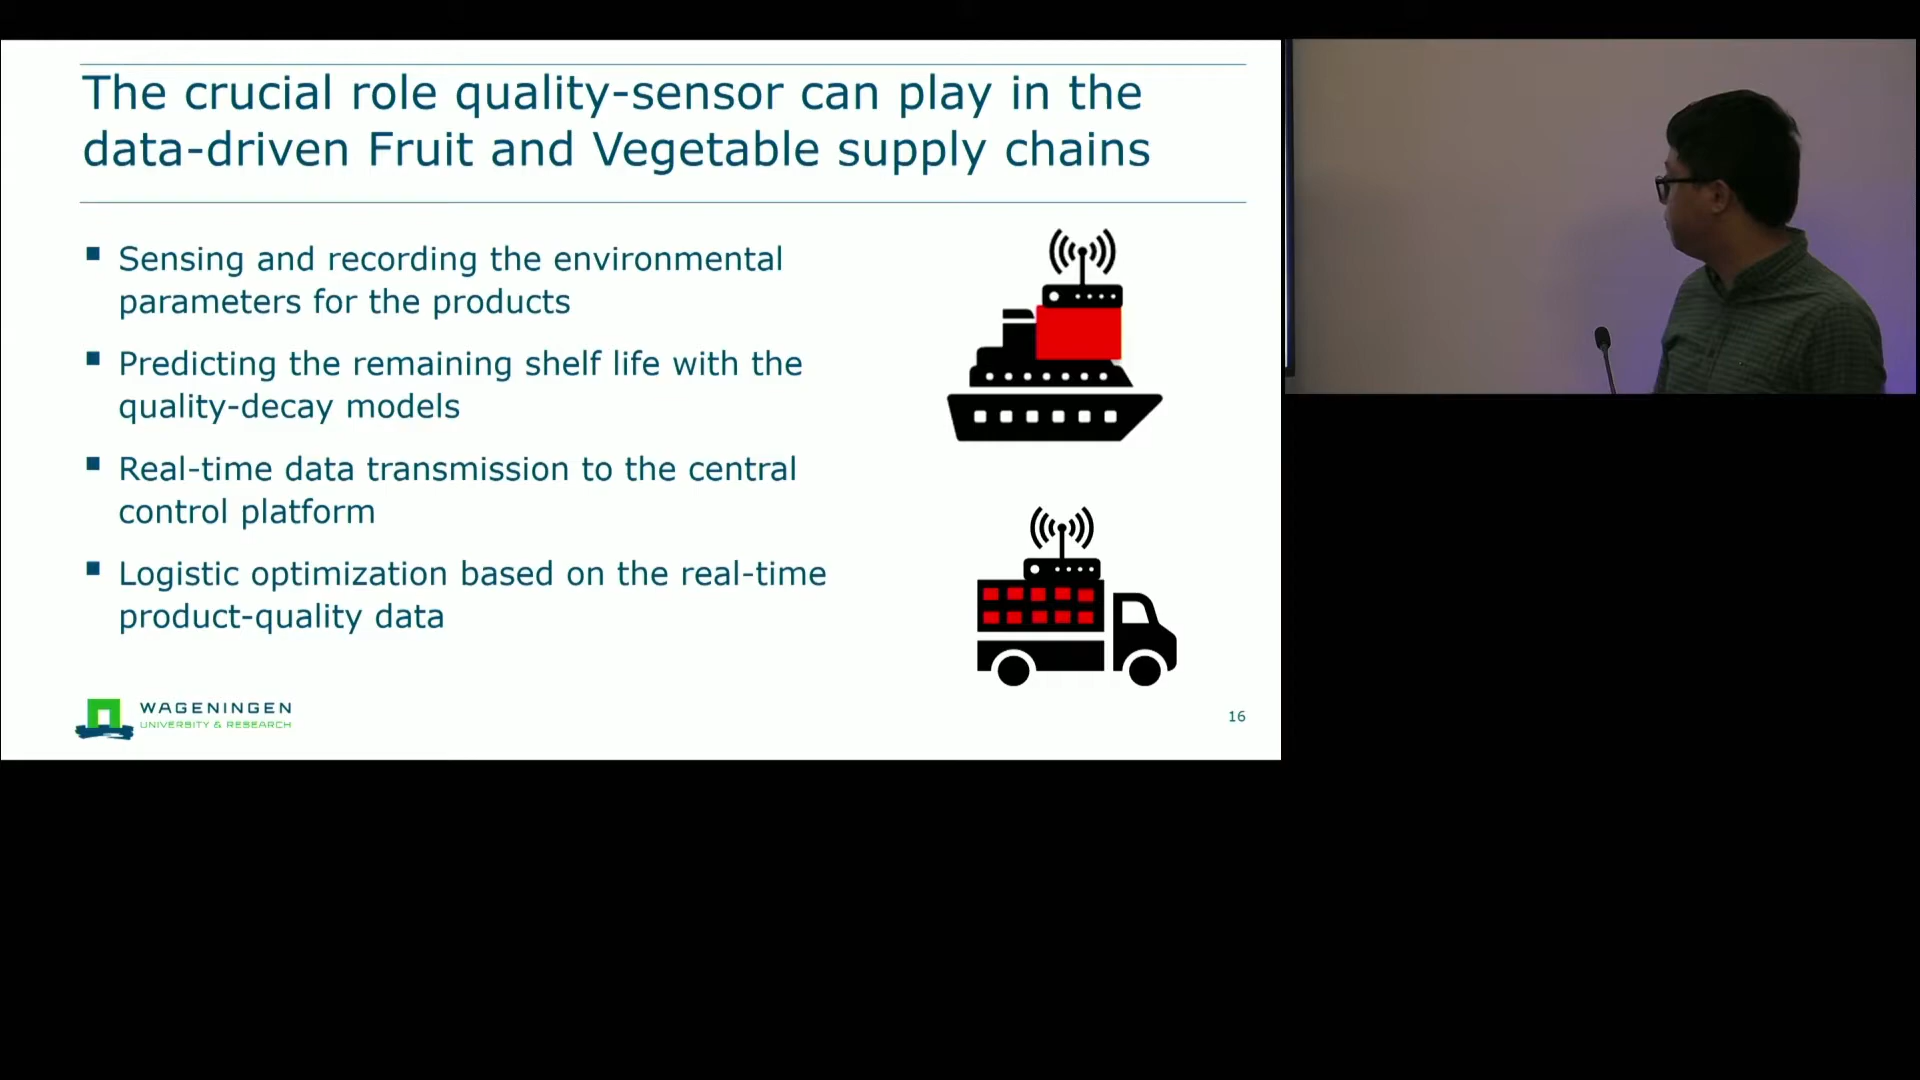 The crucial role quality-sensor can play in the
data-driven Fruit and Vegetable supply chains
Sensing and recording the environmental
parameters for the products
Predicting the remaining shelf life with the
quality-decay models
Real-time data transmission to the central
control platform
Logistic optimization based on the real-time
product-quality data
WAGENINGEN
UNIVERSITY & RESEARCH
16